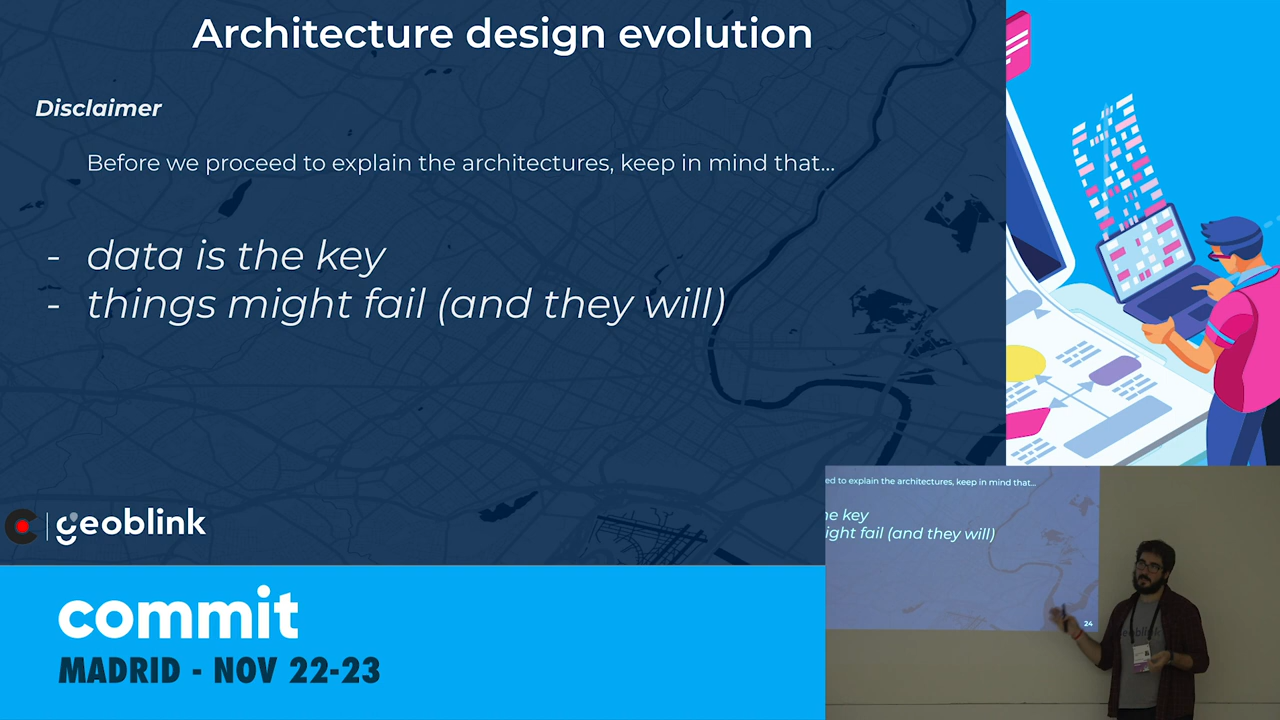 Architecture design evolution
Disclaimer
Before we proceed to explain the architectures, keep in mind that...
- data is the key
- things might fail (and they will)
geoblink
commit
MADRID - NOV 22-23
ed to explain the architectures, keep in mind that...
he key
ight fail (and they will)
24
geoblink